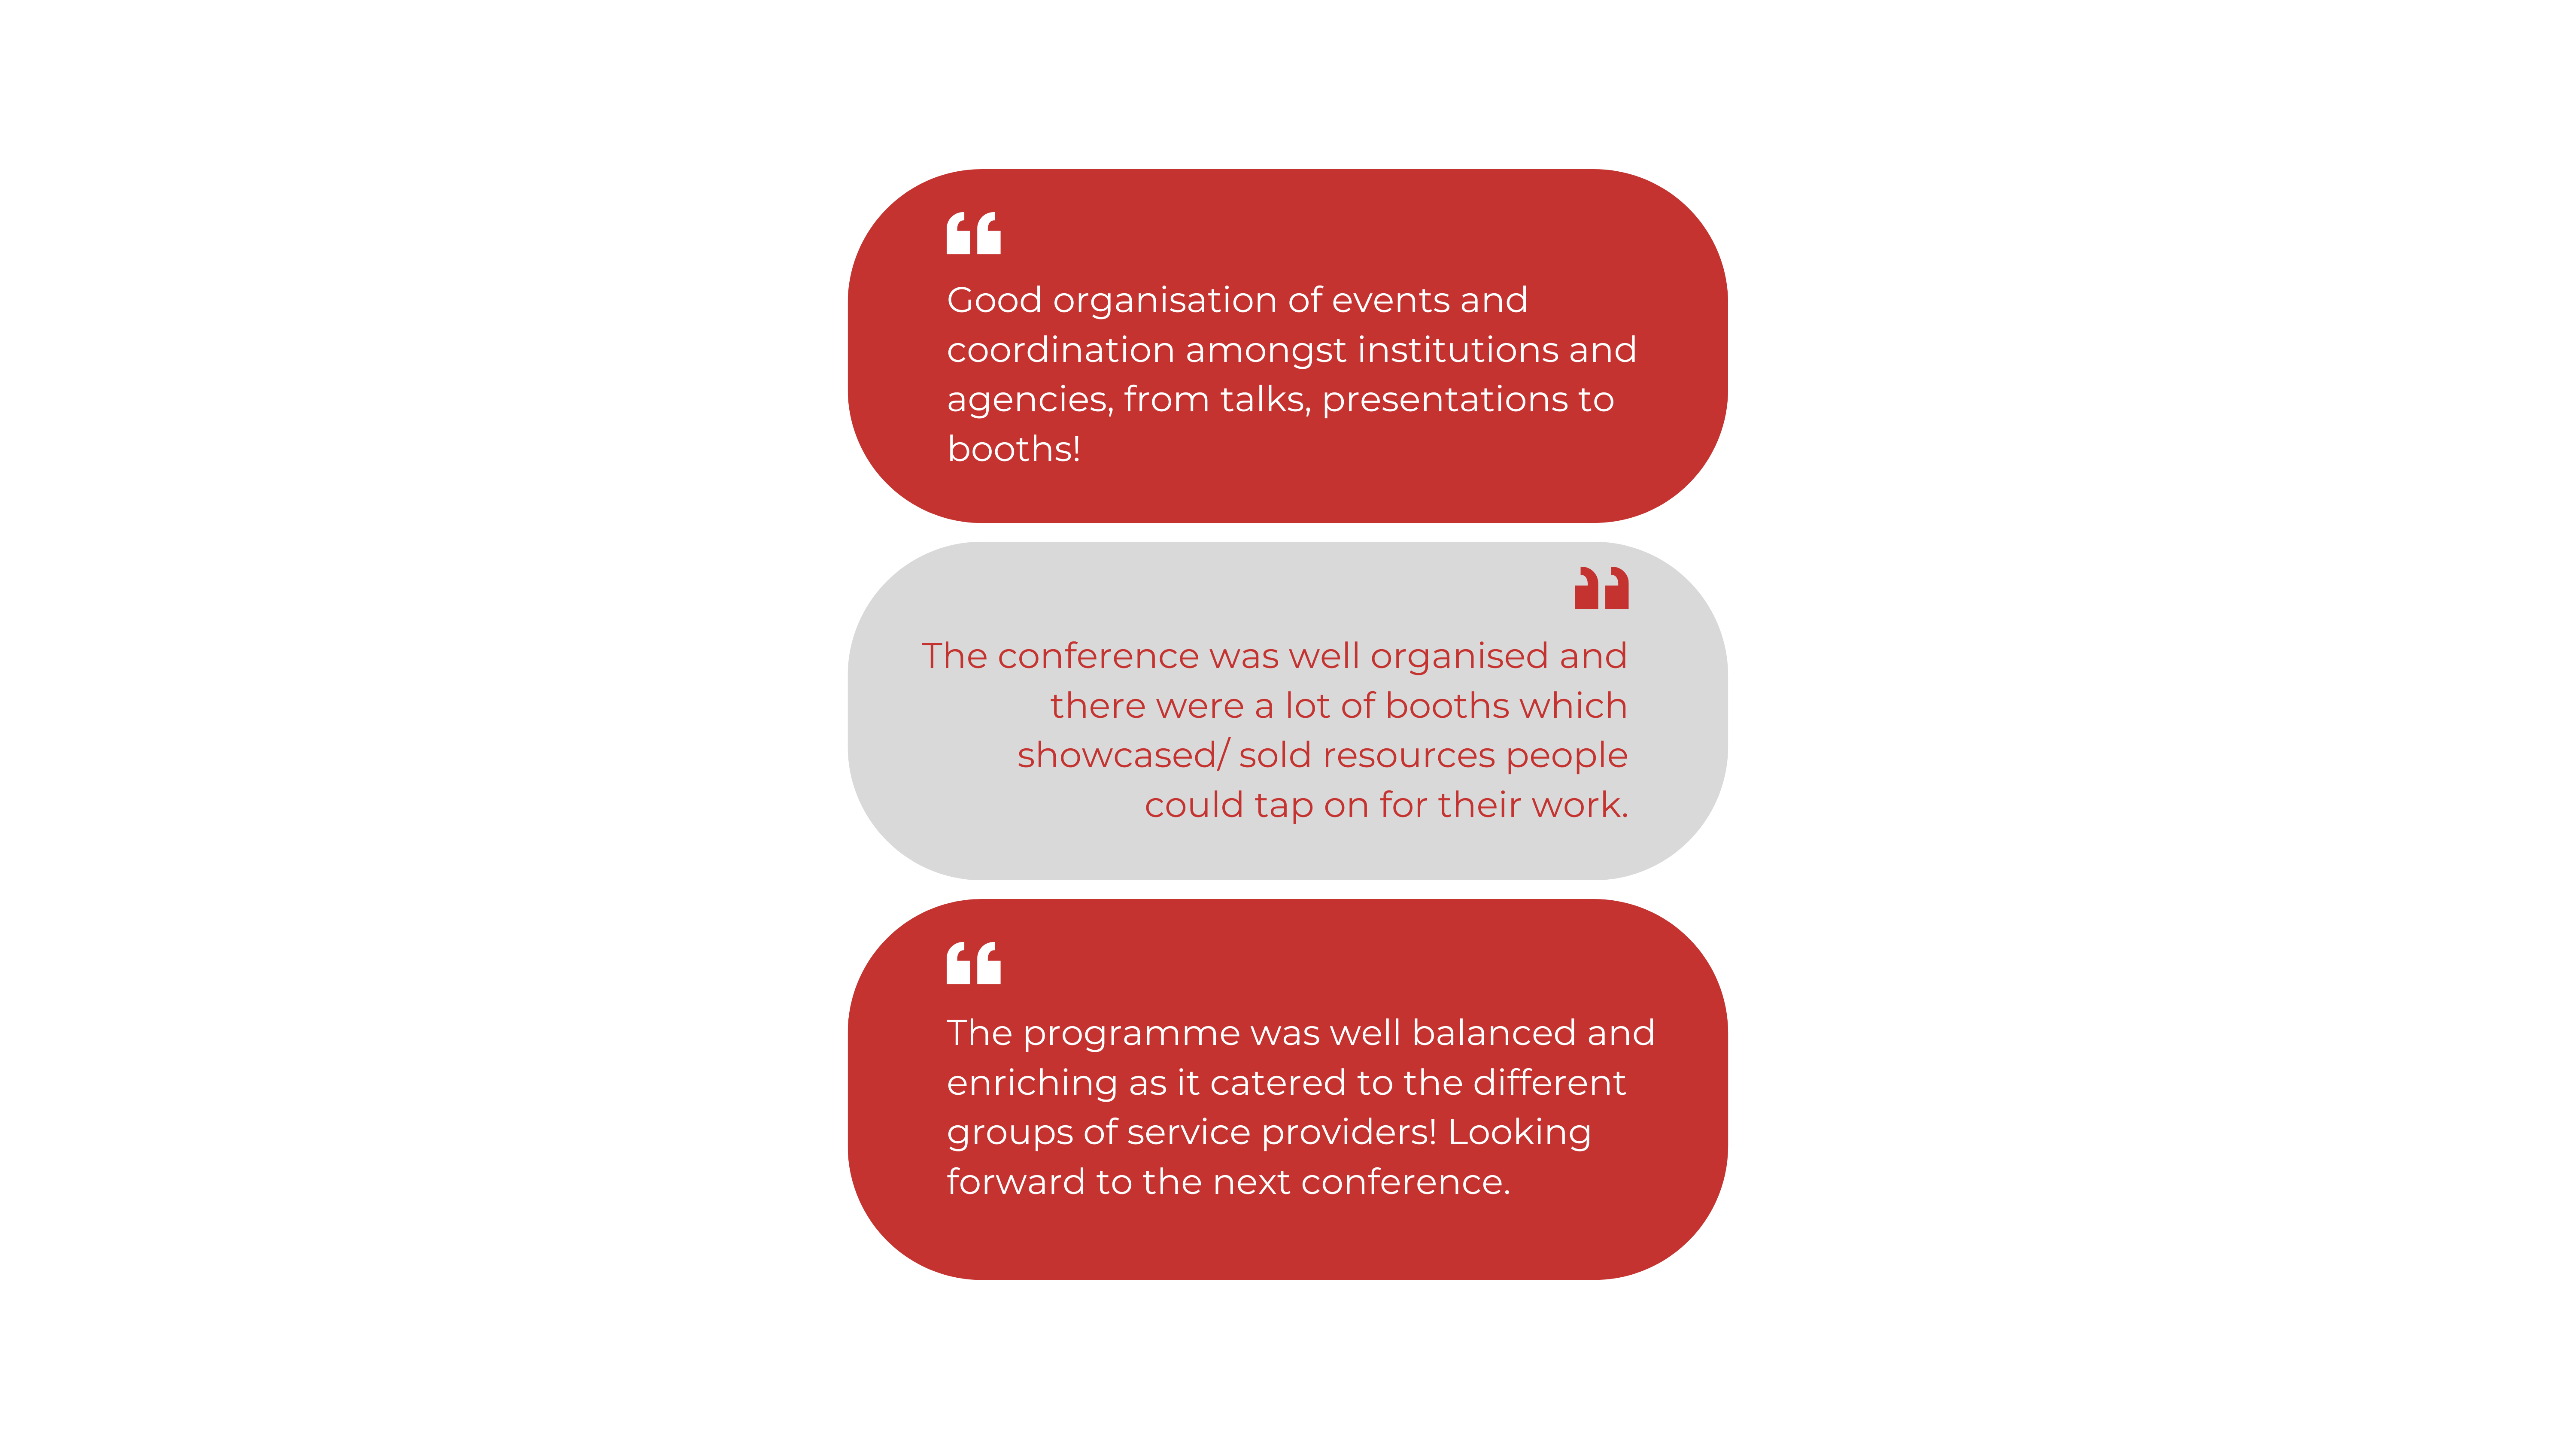 Good organisation of events and
coordination amongst institutions and
agencies, from talks, presentations to
booths!
The conference was well organised and
there were a lot of booths which
showcased/ sold resources people
could tap on for their work.
The programme was well balanced and
enriching as it catered to the different
groups of service providers! Looking
forward to the next conference.